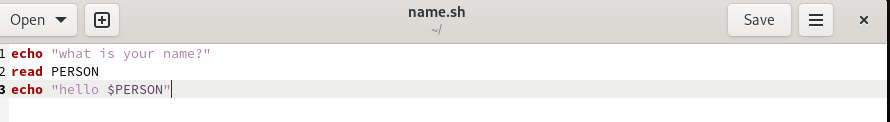 Open name.sh Save
~/
1 echo "what is your name?"
2 read PERSON
3 echo "hello $PERSON"